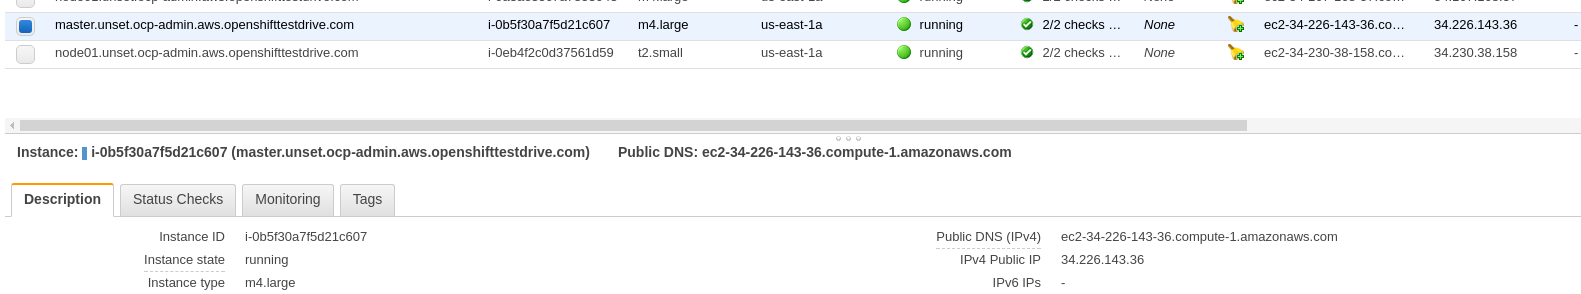 master.unset.ocp-admin.aws.openshifttestdrive.com i-0b5f30a7f5d21c607 m4.large us-east-1a running 2/2 checks ... None ec2-34-226-143-36.co... 34.226.143.36 -
node01.unset.ocp-admin.aws.openshifttestdrive.com i-0eb4f2c0d37561d59 t2.small us-east-1a running 2/2 checks ... None ec2-34-230-38-158.co... 34.230.38.158 -
Instance: i-0b5f30a7f5d21c607 (master.unset.ocp-admin.aws.openshifttestdrive.com) Public DNS: ec2-34-226-143-36.compute-1.amazonaws.com
Description Status Checks Monitoring Tags
Instance ID i-0b5f30a7f5d21c607 Public DNS (IPv4) ec2-34-226-143-36.compute-1.amazonaws.com
Instance state running IPv4 Public IP 34.226.143.36
Instance type m4.large IPv6 IPs -